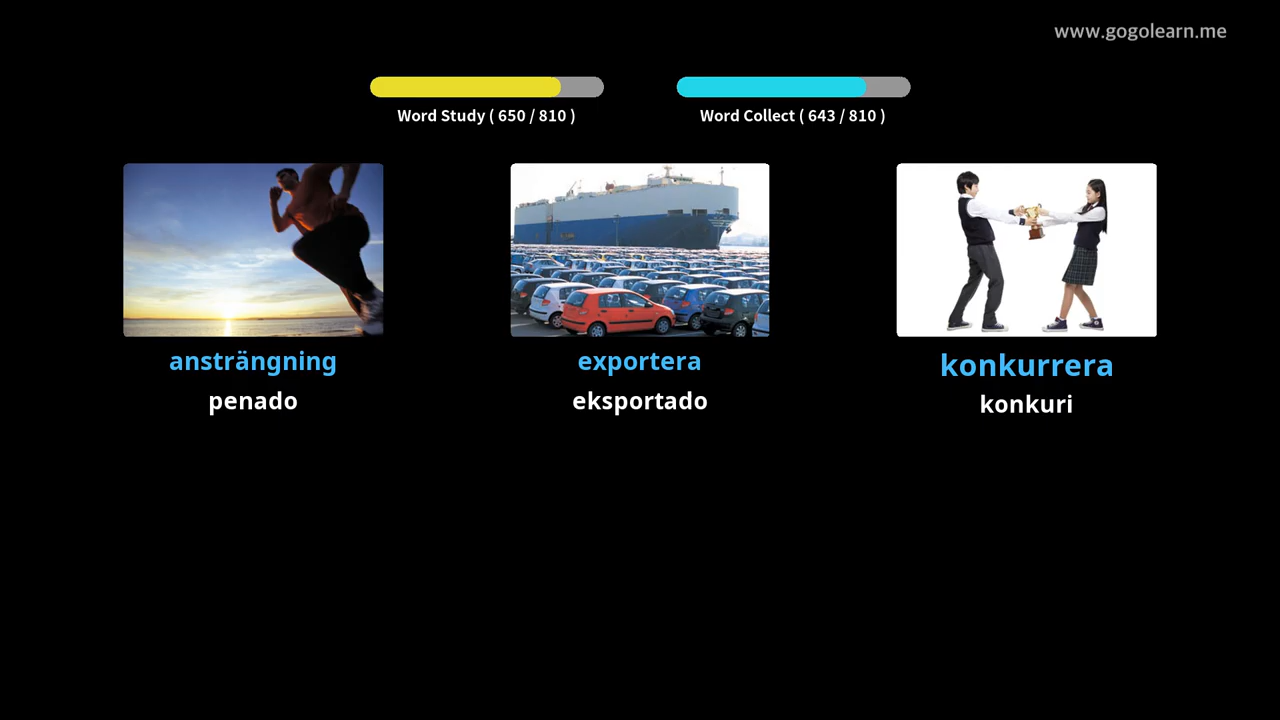 www.gogolearn.me
Word Study ( 650 / 810 )
Word Collect ( 643 / 810 )
ansträngning
penado
exportera
eksportado
konkurrera
konkuri